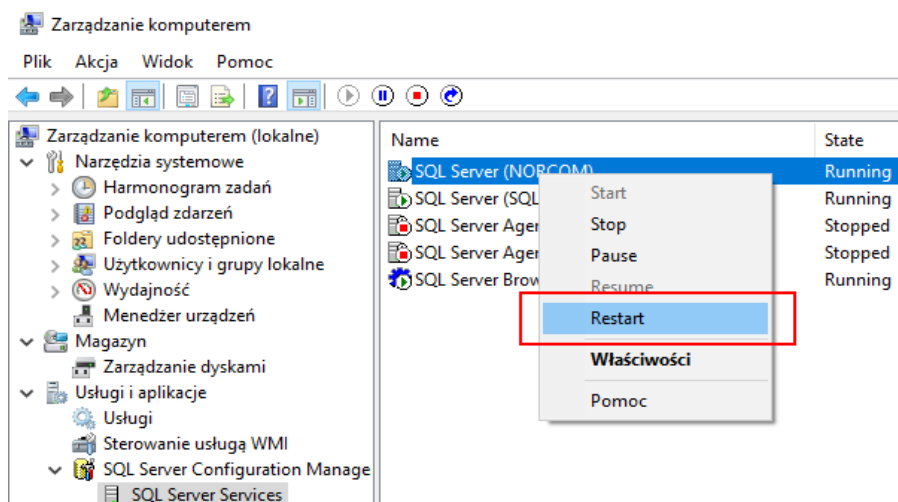 Zarządzanie komputerem
Plik Akcja Widok Pomoc
Zarządzanie komputerem (lokalne)
Narzędzia systemowe
Harmonogram zadań
Podgląd zdarzeń
Foldery udostępnione
Użytkownicy i grupy lokalne
Wydajność
Menedżer urządzeń
Magazyn
Zarządzanie dyskami
Usługi i aplikacje
Usługi
Sterowanie usługą WMI
SQL Server Configuration Manage
SQL Server Services
Name State
SQL Server (NORCOM) Running
SQL Server (SQL Running
SQL Server Ager Stopped
SQL Server Ager Stopped
SQL Server Brow Running
Start
Stop
Pause
Resume
Restart
Właściwości
Pomoc